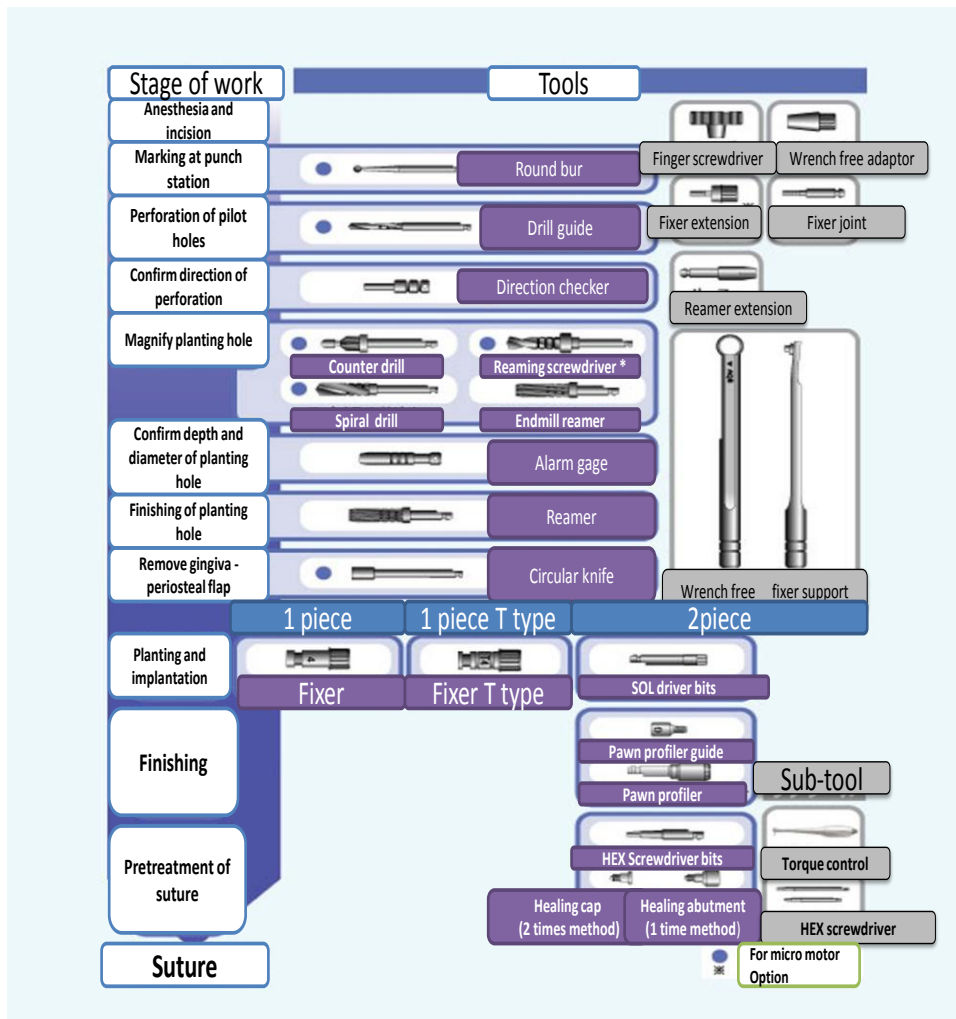 Stage of work
Tools
Anesthesia and
incision
Finger screwdriver
Wrench free adaptor
Marking at punch
station
Round bur
Perforation of pilot
holes
Drill guide
Fixer extension
Fixer joint
Confirm direction of
perforation
Direction checker
Reamer extension
Magnify planting hole
Counter drill
Reaming screwdriver *
Spiral drill
Endmill reamer
Confirm depth and
diameter of planting
hole
Alarm gage
Finishing of planting
hole
Reamer
Remove gingiva -
periosteal flap
Circular knife
Wrench free
fixer support
1 piece
1 piece T type
2piece
Planting and
implantation
4
Fixer
Fixer T type
SOL driver bits
Finishing
Pawn profiler guide
Pawn profiler
Sub-tool
Pretreatment of
suture
HEX Screwdriver bits
Torque control
Healing cap
(2 times method)
Healing abutment
(1 time method)
HEX screwdriver
Suture
For micro motor
※ Option